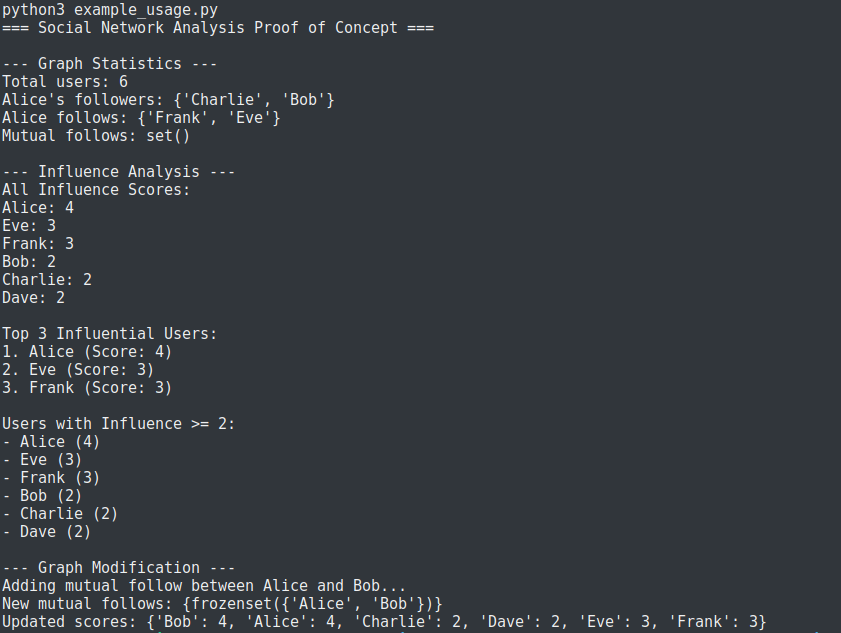 python3 example_usage.py
=== Social Network Analysis Proof of Concept ===
--- Graph Statistics ---
Total users: 6
Alice's followers: {'Charlie', 'Bob'}
Alice follows: {'Frank', 'Eve'}
Mutual follows: set()
--- Influence Analysis ---
All Influence Scores:
Alice: 4
Eve: 3
Frank: 3
Bob: 2
Charlie: 2
Dave: 2
Top 3 Influential Users:
1. Alice (Score: 4)
2. Eve (Score: 3)
3. Frank (Score: 3)
Users with Influence >= 2:
- Alice (4)
- Eve (3)
- Frank (3)
- Bob (2)
- Charlie (2)
- Dave (2)
--- Graph Modification ---
Adding mutual follow between Alice and Bob...
New mutual follows: {frozenset({'Alice', 'Bob'})}
Updated scores: {'Bob': 4, 'Alice': 4, 'Charlie': 2, 'Dave': 2, 'Eve': 3, 'Frank': 3}